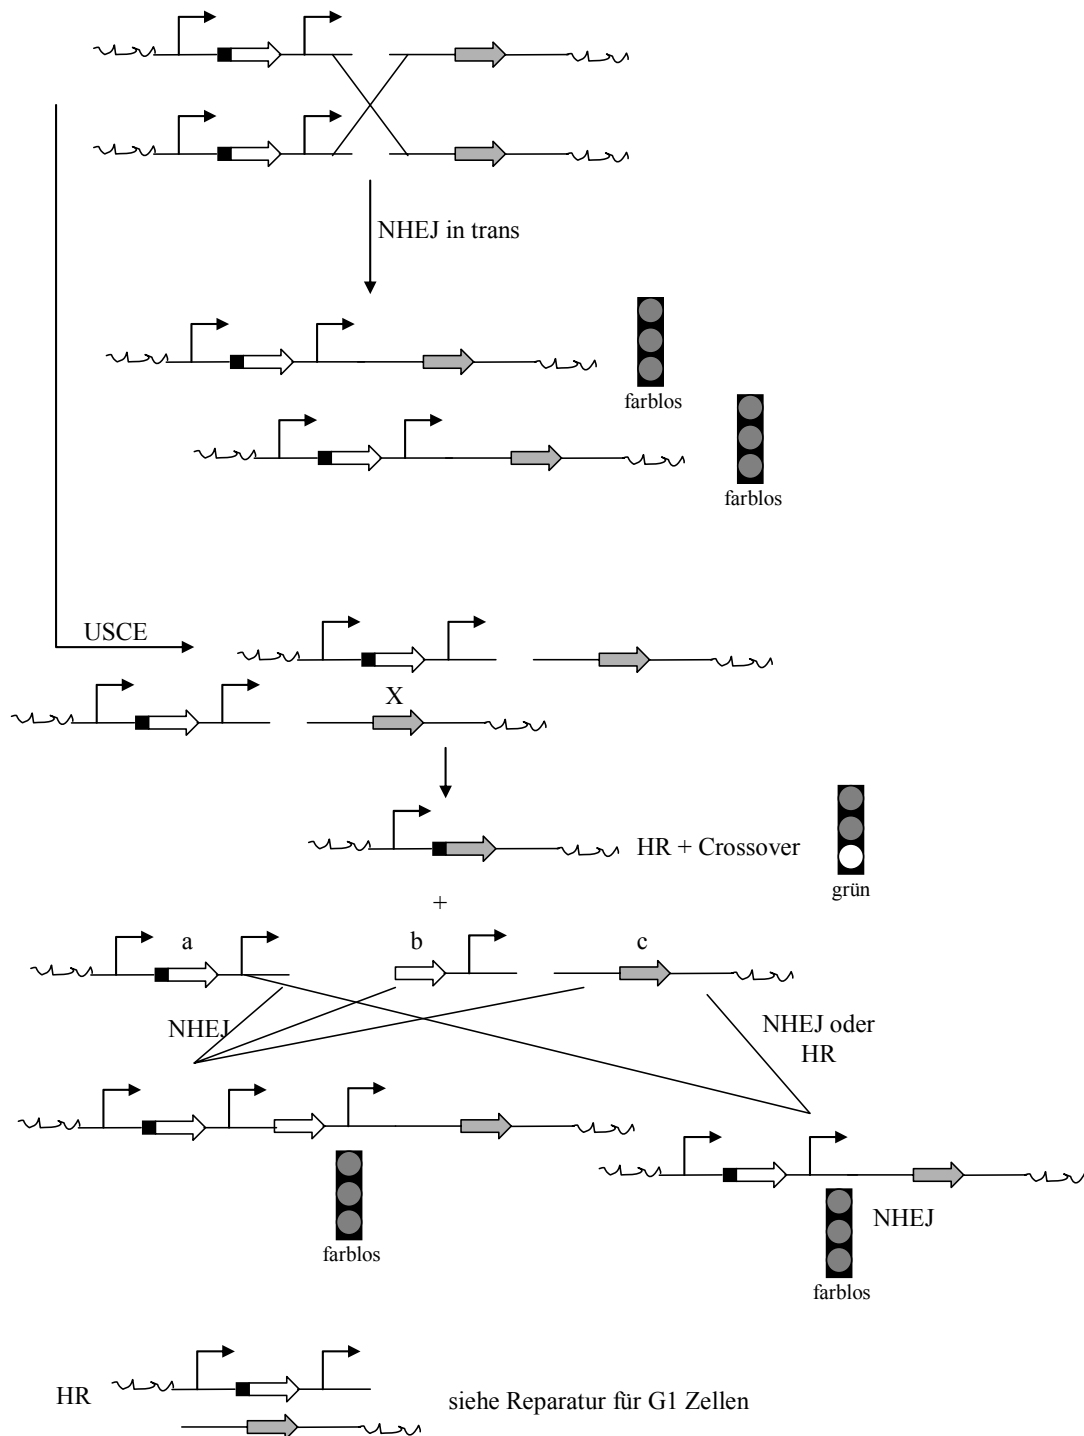 NHEJ in trans
farblos
farblos
USCE
X
HR + Crossover
grün
+
a
b
c
NHEJ
NHEJ oder
HR
farblos
NHEJ
farblos
HR
siehe Reparatur für G1 Zellen